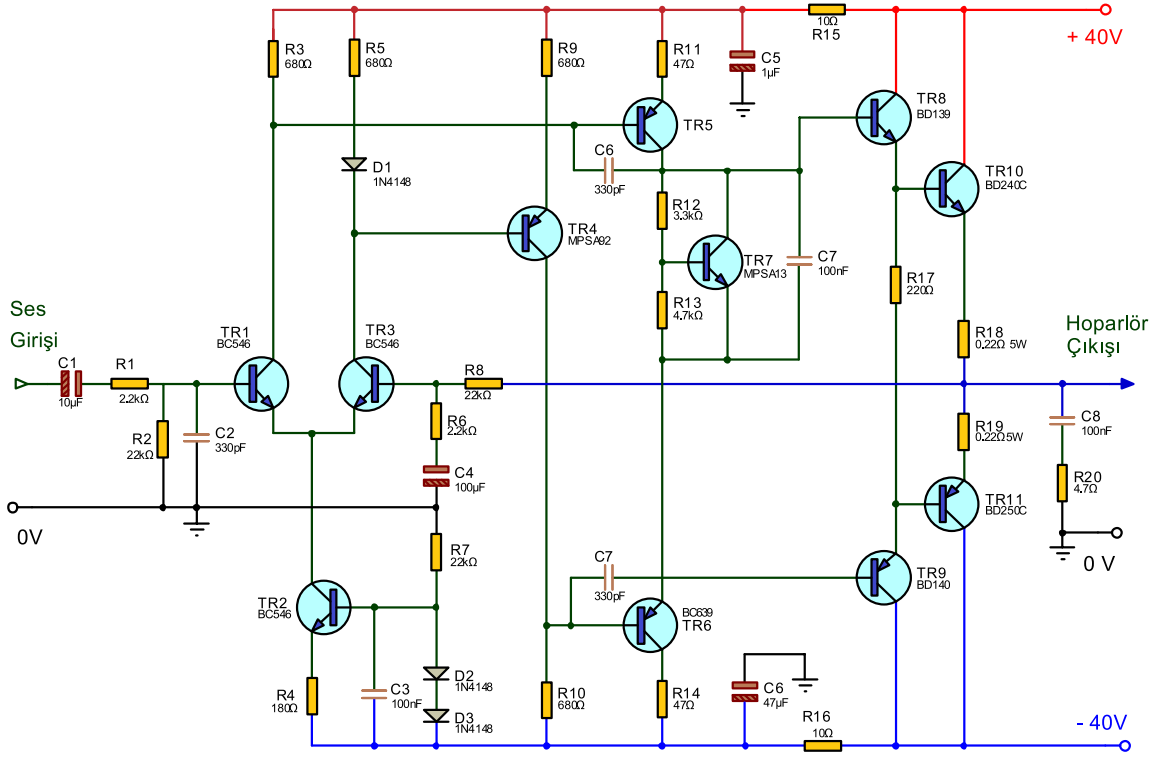 R3
680Ω
R5
680Ω
R9
680Ω
R11
47Ω
C5
1µF
10Ω
R15
+ 40V
TR8
BD139
TR5
C6
330pF
D1
1N4148
TR10
BD240C
R12
3.3kΩ
TR4
MPSA92
TR7
MPSA13
C7
100nF
R17
220Ω
R13
4.7kΩ
Ses
Girişi
TR1
BC546
TR3
BC546
R18
0.22Ω 5W
Hoparlör
Çıkışı
C1
10µF
R1
2.2kΩ
R8
22kΩ
R2
22kΩ
C2
330pF
R6
2.2kΩ
R19
0.22Ω5W
C8
100nF
C4
100µF
R20
4.7Ω
TR11
BD250C
0V
R7
22kΩ
C7
330pF
0 V
TR9
BD140
TR2
BC546
BC639
TR6
D2
1N4148
R4
180Ω
C3
100nF
D3
1N4148
R10
680Ω
R14
47Ω
C6
47µF
R16
10Ω
- 40V